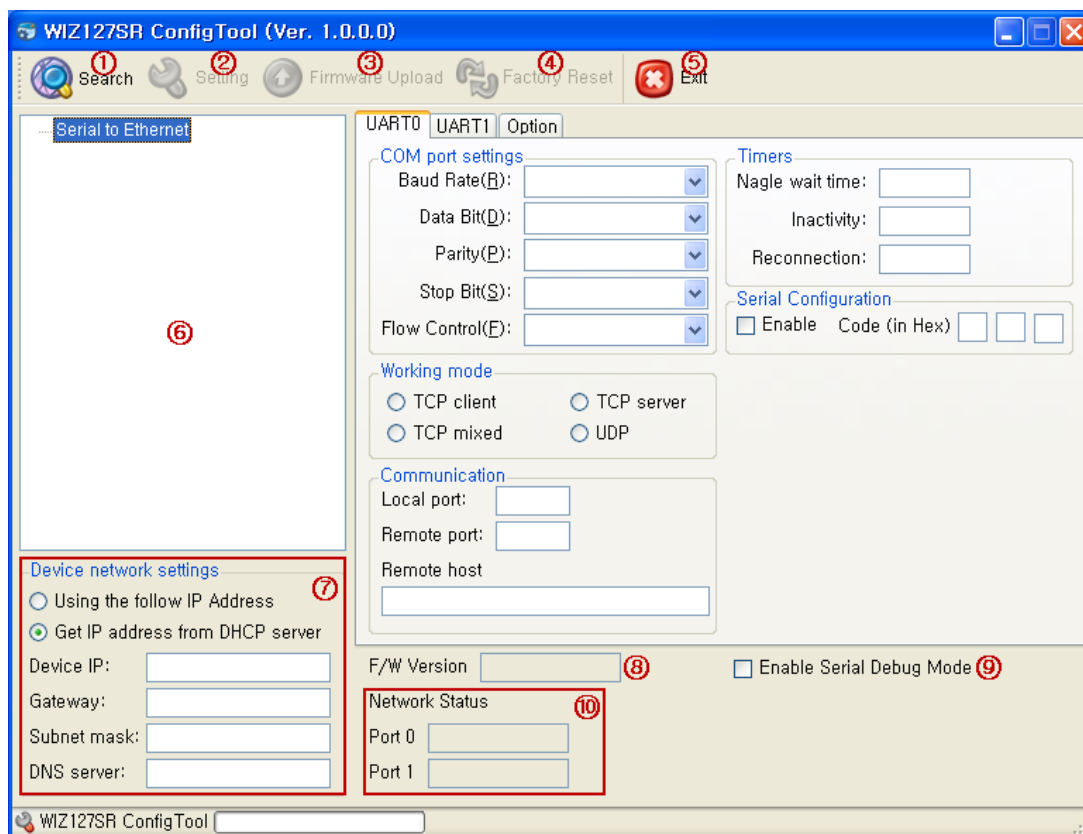 WIZ127SR ConfigTool (Ver. 1.0.0.0)
① Search ② Setting ③ Firmware Upload ④ Factory Reset ⑤ Exit
Serial to Ethernet
⑥
UART0 UART1 Option
COM port settings
Baud Rate(R):
Data Bit(D):
Parity(P):
Stop Bit(S):
Flow Control(F):
Timers
Nagle wait time:
Inactivity:
Reconnection:
Serial Configuration
Enable Code (in Hex)
Working mode
TCP client TCP server
TCP mixed UDP
Communication
Local port:
Remote port:
Remote host
Device network settings ⑦
Using the follow IP Address
Get IP address from DHCP server
Device IP:
Gateway:
Subnet mask:
DNS server:
F/W Version ⑧
Enable Serial Debug Mode ⑨
Network Status ⑩
Port 0
Port 1
WIZ127SR ConfigTool